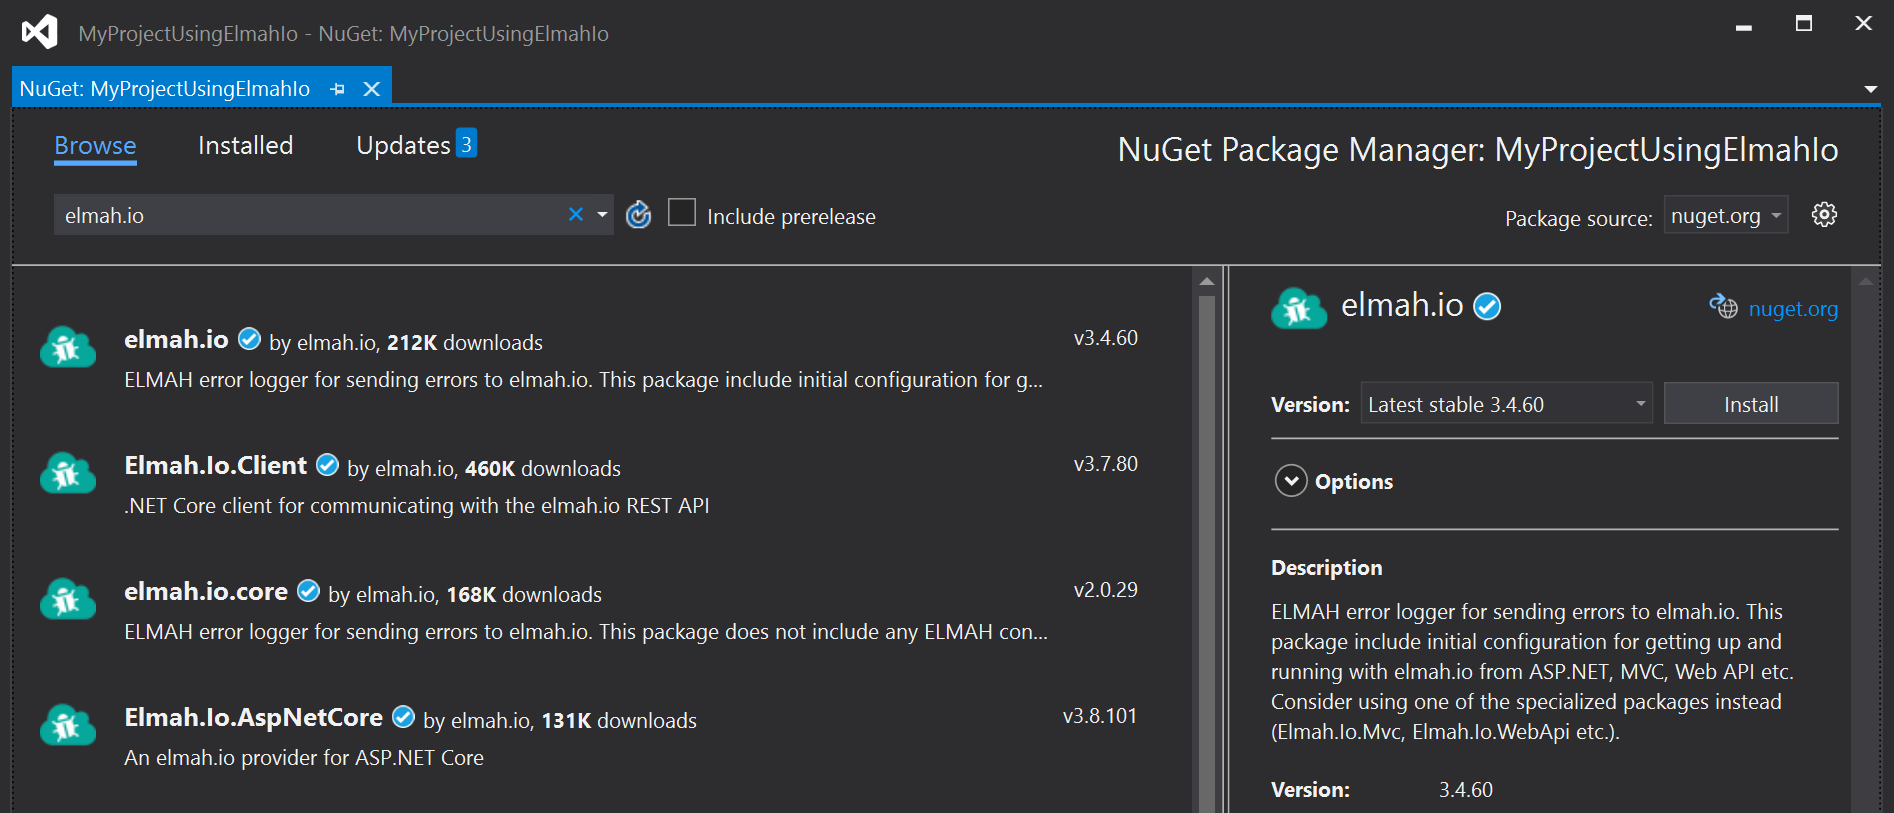 MyProjectUsingElmahIo - NuGet: MyProjectUsingElmahIo
NuGet: MyProjectUsingElmahIo
Browse Installed Updates 3
NuGet Package Manager: MyProjectUsingElmahIo
elmah.io
Include prerelease
Package source: nuget.org
elmah.io by elmah.io, 212K downloads v3.4.60
ELMAH error logger for sending errors to elmah.io. This package include initial configuration for g...
Elmah.Io.Client by elmah.io, 460K downloads v3.7.80
.NET Core client for communicating with the elmah.io REST API
elmah.io.core by elmah.io, 168K downloads v2.0.29
ELMAH error logger for sending errors to elmah.io. This package does not include any ELMAH con...
Elmah.Io.AspNetCore by elmah.io, 131K downloads v3.8.101
An elmah.io provider for ASP.NET Core
elmah.io nuget.org
Version: Latest stable 3.4.60 Install
Options
Description
ELMAH error logger for sending errors to elmah.io. This
package include initial configuration for getting up and
running with elmah.io from ASP.NET, MVC, Web API etc.
Consider using one of the specialized packages instead
(Elmah.Io.Mvc, Elmah.Io.WebApi etc.).
Version: 3.4.60